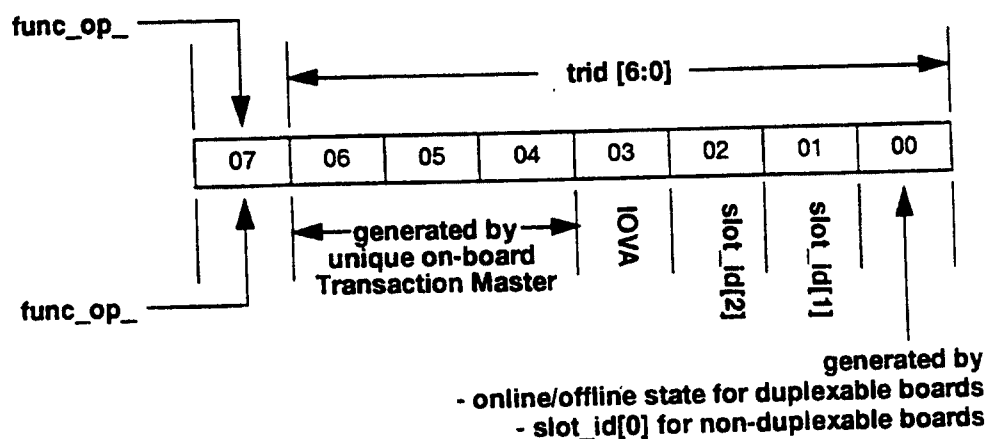 func_op_
trid [6:0]
07 06 05 04 03 02 01 00
generated by
unique on-board
Transaction Master
IOVA
slot_id[2]
slot_id[1]
func_op_
generated by
- online/offline state for duplexable boards
- slot_id[0] for non-duplexable boards